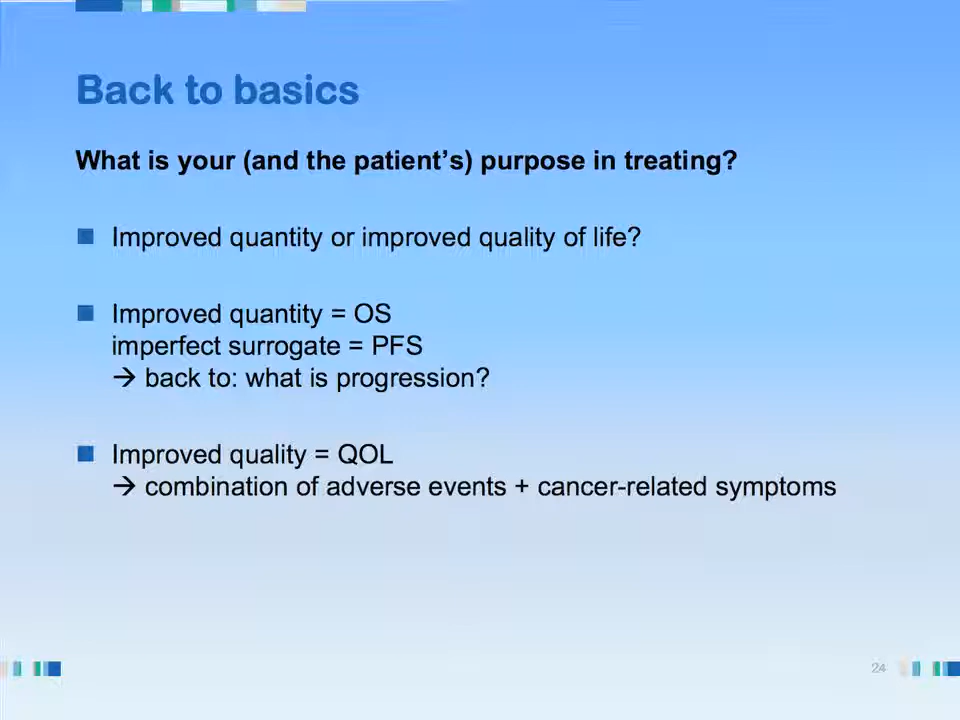 Back to basics
What is your (and the patient’s) purpose in treating?
Improved quantity or improved quality of life?
Improved quantity = OS
imperfect surrogate = PFS
→ back to: what is progression?
Improved quality = QOL
→ combination of adverse events + cancer-related symptoms
24